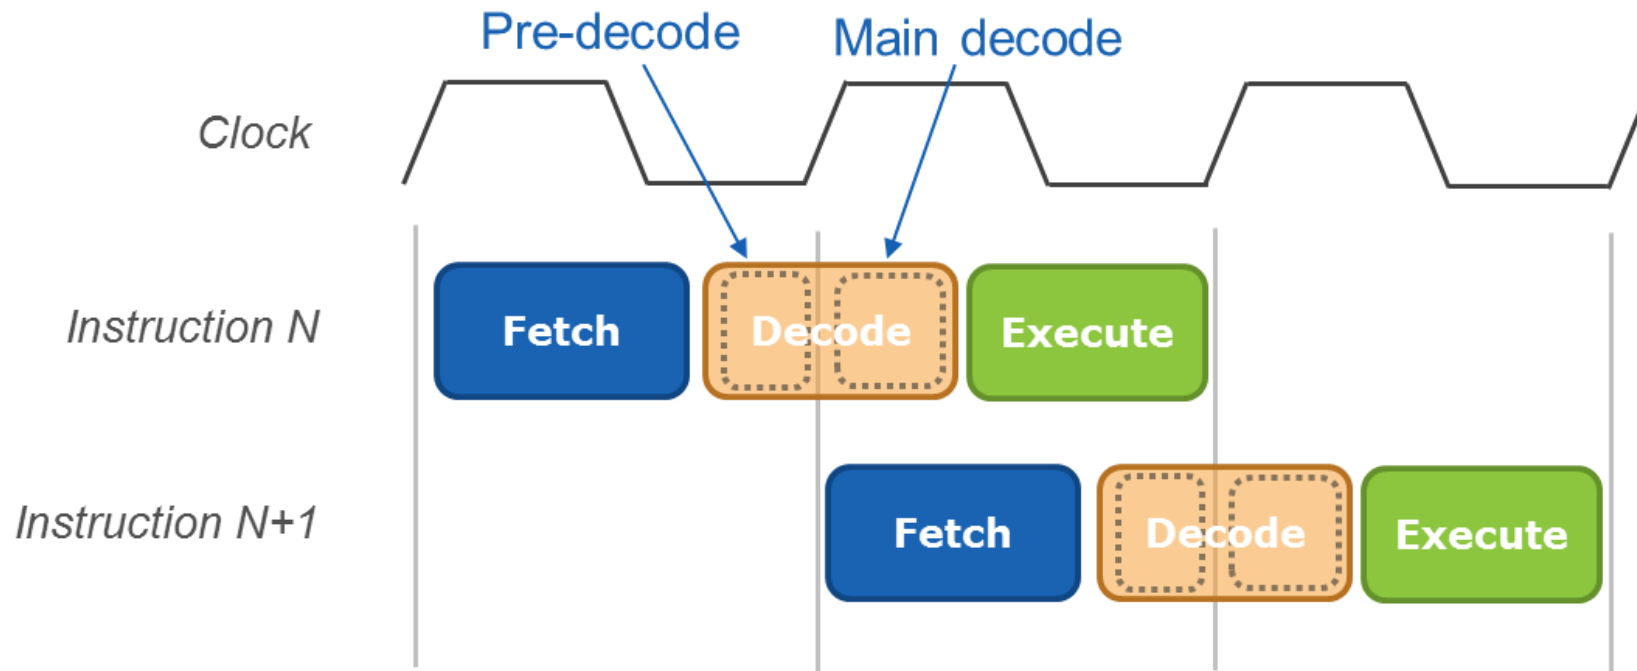 Pre-decode Main decode
Clock
Instruction N Fetch Decode Execute
Instruction N+1 Fetch Decode Execute